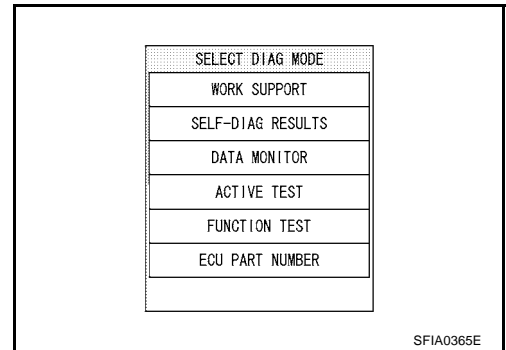 SELECT DIAG MODE
WORK SUPPORT
SELF-DIAG RESULTS
DATA MONITOR
ACTIVE TEST
FUNCTION TEST
ECU PART NUMBER
SFIA0365E